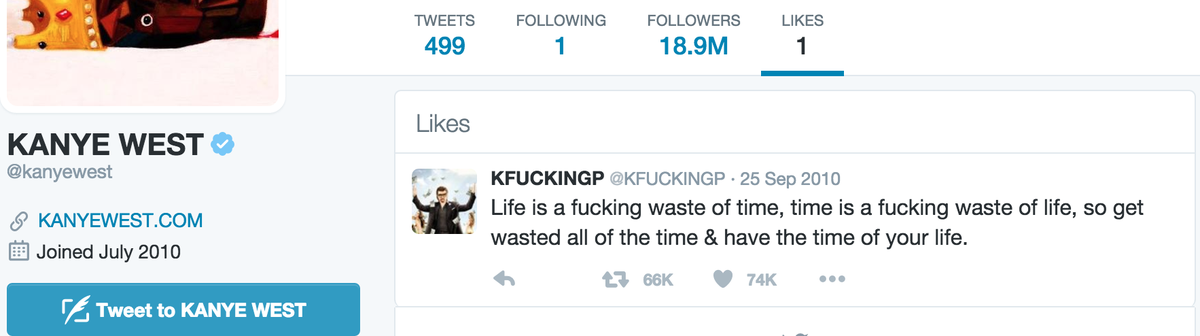 TWEETS FOLLOWING FOLLOWERS LIKES
499 1 18.9M 1
KANYE WEST
@kanyewest
KANYEWEST.COM
Joined July 2010
Tweet to KANYE WEST
Likes
KFUCKINGP @KFUCKINGP · 25 Sep 2010
Life is a fucking waste of time, time is a fucking waste of life, so get
wasted all of the time & have the time of your life.
66K 74K